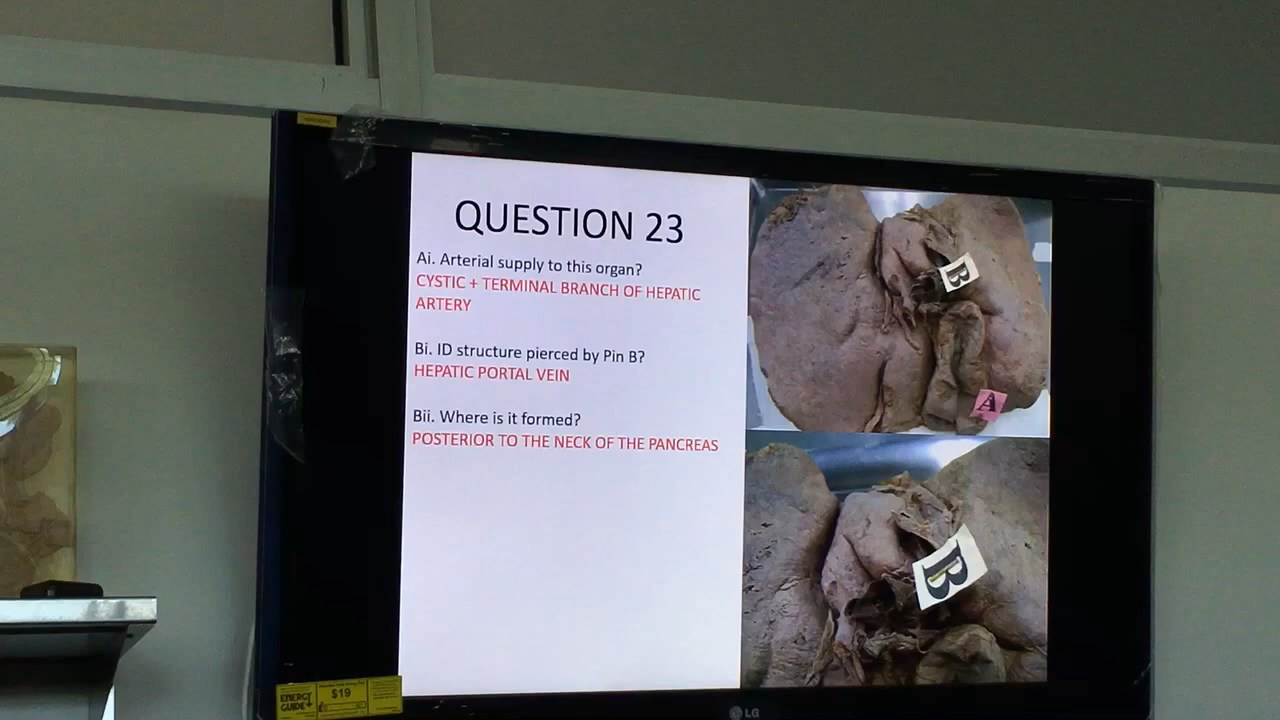 QUESTION 23
Ai. Arterial supply to this organ?
CYSTIC + TERMINAL BRANCH OF HEPATIC
ARTERY
Bi. ID structure pierced by Pin B?
HEPATIC PORTAL VEIN
Bii. Where is it formed?
POSTERIOR TO THE NECK OF THE PANCREAS
B
A
B
ENERGY
GUIDE
$19
LG